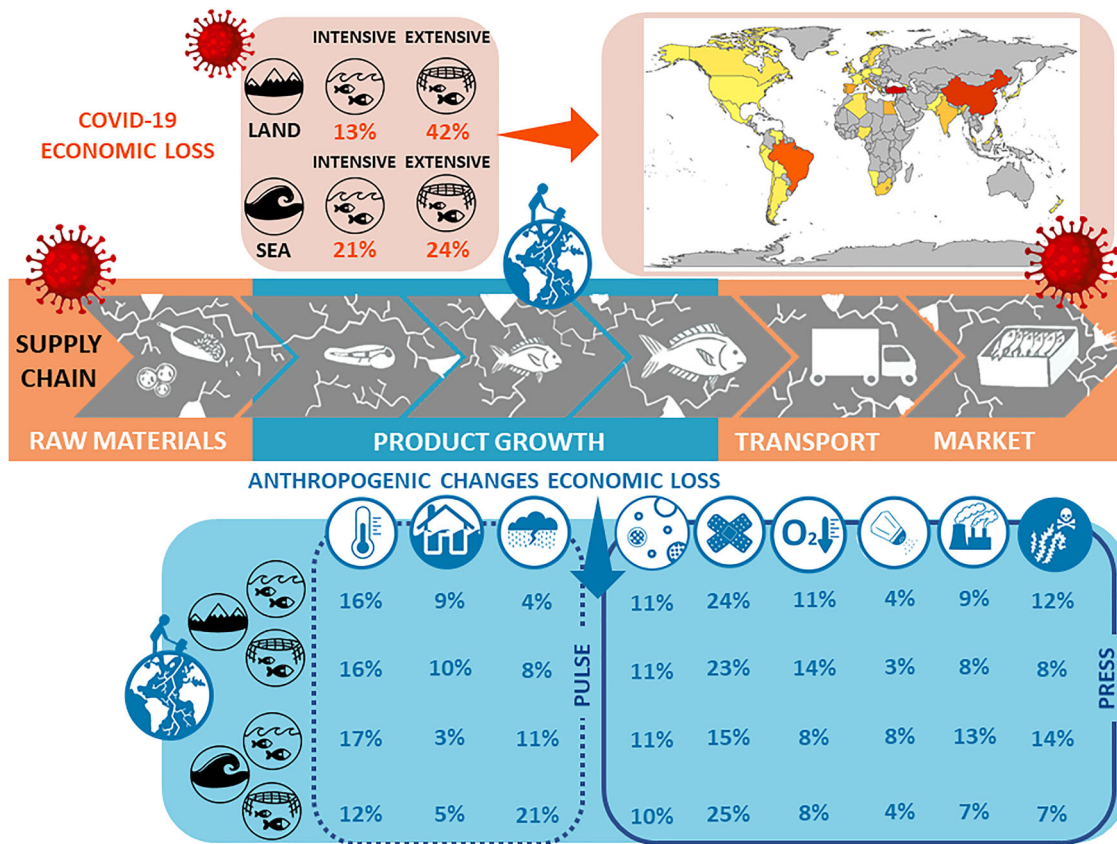 INTENSIVE EXTENSIVE
COVID-19
ECONOMIC LOSS
LAND 13% 42%
INTENSIVE EXTENSIVE
SEA 21% 24%
SUPPLY
CHAIN
RAW MATERIALS PRODUCT GROWTH TRANSPORT MARKET
ANTHROPOGENIC CHANGES ECONOMIC LOSS
O2
16% 9% 4% 11% 24% 11% 4% 9% 12%
16% 10% 8% 11% 23% 14% 3% 8% 8%
17% 3% 11% 11% 15% 8% 8% 13% 14%
12% 5% 21% 10% 25% 8% 4% 7% 7%
PULSE
PRESS